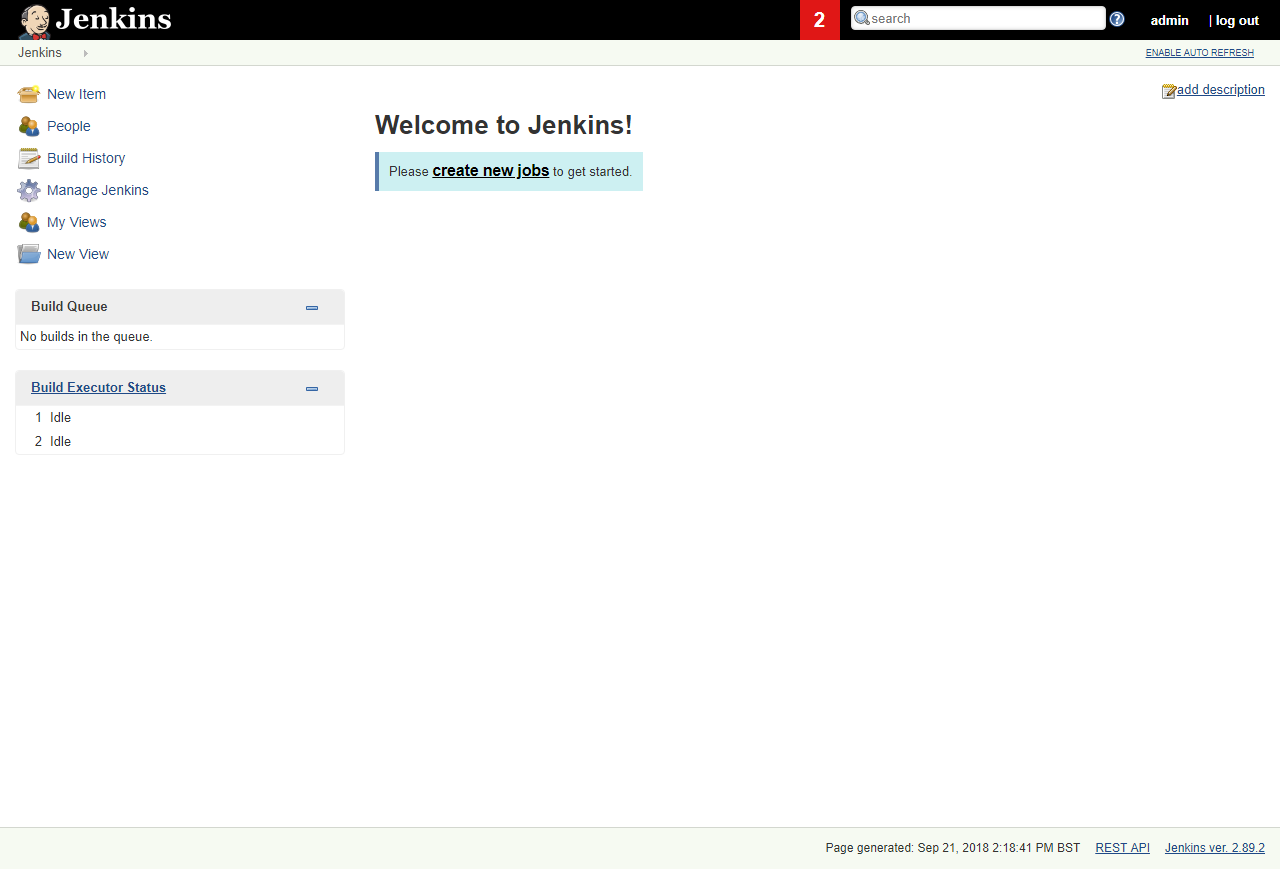 Jenkins
2
search
admin
| log out
Jenkins
ENABLE AUTO REFRESH
New Item
People
Build History
Manage Jenkins
My Views
New View
Build Queue
No builds in the queue.
Build Executor Status
1 Idle
2 Idle
add description
Welcome to Jenkins!
Please create new jobs to get started.
Page generated: Sep 21, 2018 2:18:41 PM BST
REST API
Jenkins ver. 2.89.2